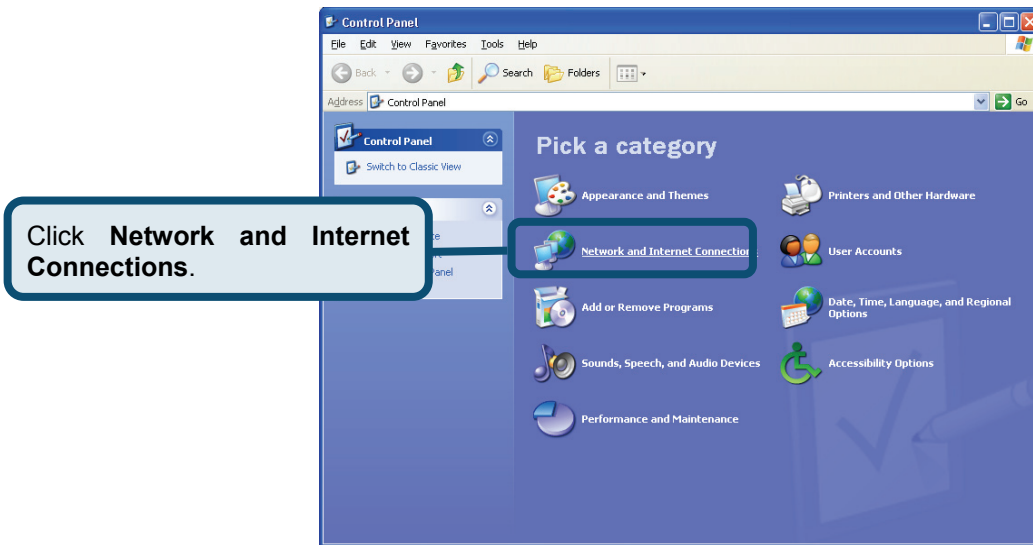 Control Panel
File Edit View Favorites Tools Help
Back Search Folders
Address Control Panel Go
Control Panel
Switch to Classic View
Pick a category
Appearance and Themes
Printers and Other Hardware
Click Network and Internet
Connections.
Network and Internet Connections
User Accounts
Panel
Add or Remove Programs
Date, Time, Language, and Regional
Options
Sounds, Speech, and Audio Devices
Accessibility Options
Performance and Maintenance